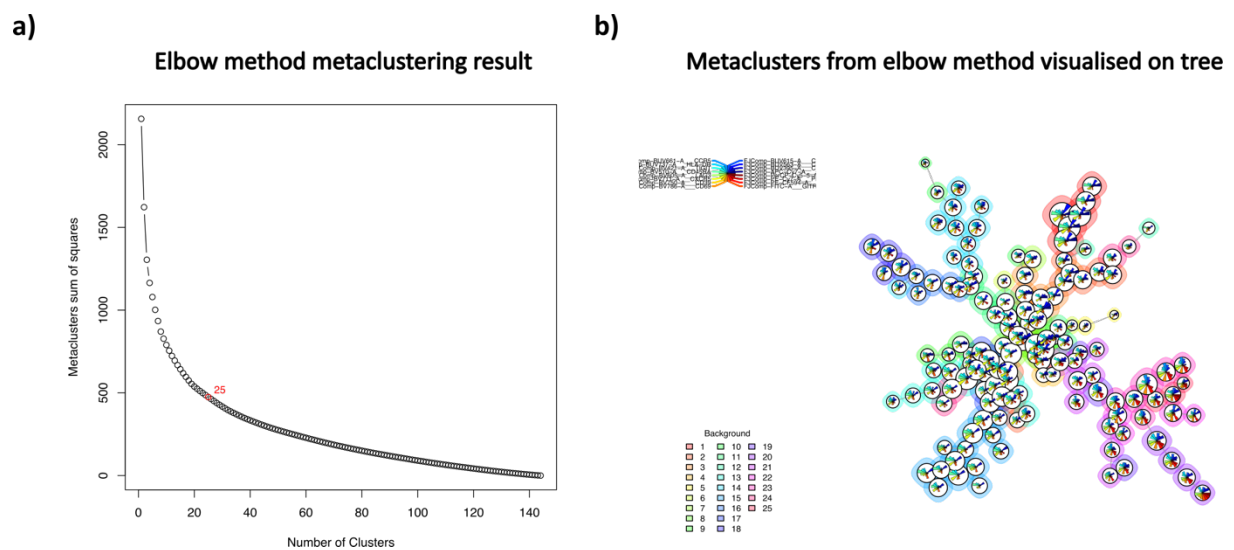 a)
Elbow method metaclustering result
Metaclusters sum of squares
2000
1500
1000
500
0
25
0 20 40 60 80 100 120 140
Number of Clusters
b)
Metaclusters from elbow method visualised on tree
Background
1 10 19
2 11 20
3 12 21
4 13 22
5 14 23
6 15 24
7 16 25
8 17
9 18